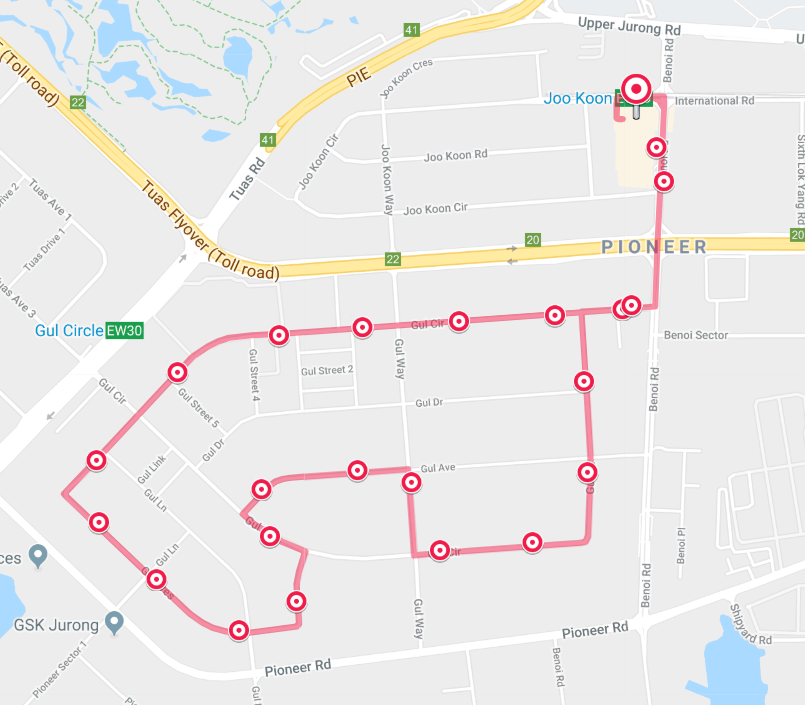 41
Upper Jurong Rd
U
(Toll road)
PIE
Benoi Rd
Joo Koon Cres
Joo Koon
International Rd
22
41
Joo Koon Cir
Joo Koon Rd
Joo Koon Way
Sixth Lok Yang Rd
Tuas Rd
Drive 2
Tuas Ave 1
Tuas Flyover (Toll road)
Joo Koon Cir
Tuas Drive 1
20
PIONEER
20
22
Tuas Ave 3
Gul Circle EW30
Gul Cir
Benoi Sector
Gul Way
Gul Street 4
Gul Street 2
Benoi Rd
Gul Cir
Gul Street 5
Gul Dr
Gul Dr
Gul Link
Gul Ave
Gul Ln
Gul Ln
Cir
Benoi Pl
ces
Benoi Rd
GSK Jurong
Gul Way
Pioneer Rd
Shipyard Rd
Pioneer Sector 1
Pioneer Rd
Benoi Rd
Gul